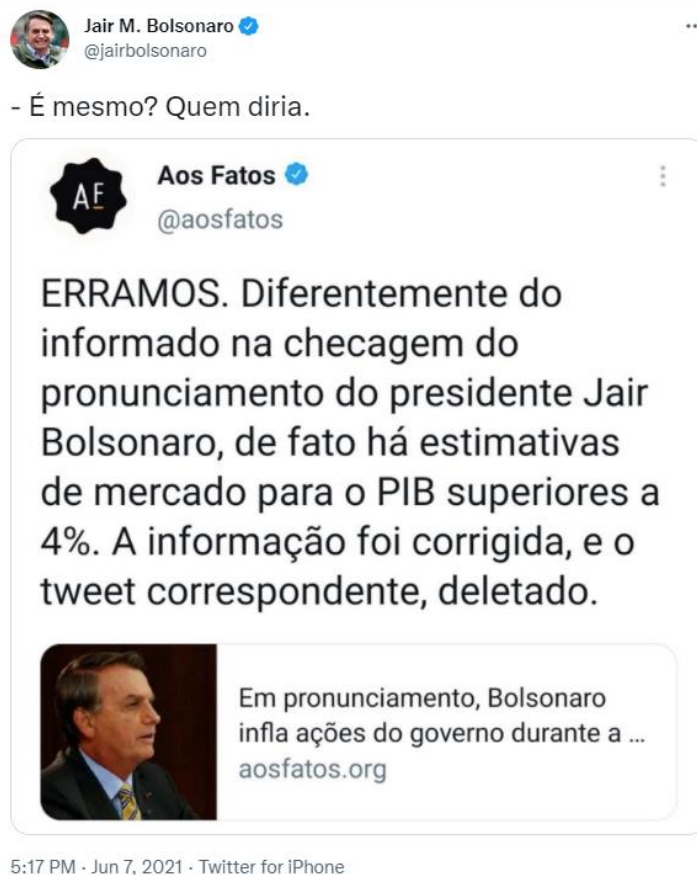 Jair M. Bolsonaro
@jairbolsonaro
- É mesmo? Quem diria.
AF
Aos Fatos
@aosfatos
ERRAMOS. Diferentemente do
informado na checagem do
pronunciamento do presidente Jair
Bolsonaro, de fato há estimativas
de mercado para o PIB superiores a
4%. A informação foi corrigida, e o
tweet correspondente, deletado.
Em pronunciamento, Bolsonaro
infla ações do governo durante a ...
aosfatos.org
5:17 PM · Jun 7, 2021 · Twitter for iPhone